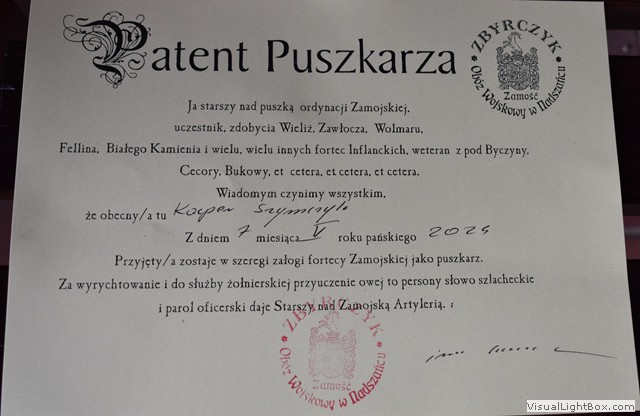 Patent Puszkarza
ZBYRCZYK
Obóz Wojskowy w Nadszańcu
Zamość
Ja starszy nad puszką ordynacji Zamojskiej,
uczestnik, zdobycia Wieliż, Zawłocza, Wolmaru,
Fellina, Białego Kamienia i wielu, wielu innych fortec Inflanckich, weteran z pod Byczyny,
Cecory, Bukowy, et cetera, et cetera, et cetera.
Wiadomym czynimy wszystkim,
że obecny/a tu Kacper
Z dniem 7 miesiąca V roku pańskiego
Przyjęty/a zostaje w szeregi załogi fortecy Zamojskiej jako puszkarz.
Za wyrychtowanie i do służby żołnierskiej przyuczenie owej to persony słowo szlacheckie
i parol oficerski daje Starszy nad Zamojską Artylerią.
ZBYRCZYK
Obóz Wojskowy w Nadszańcu
Zamość
VisualLightBox.com